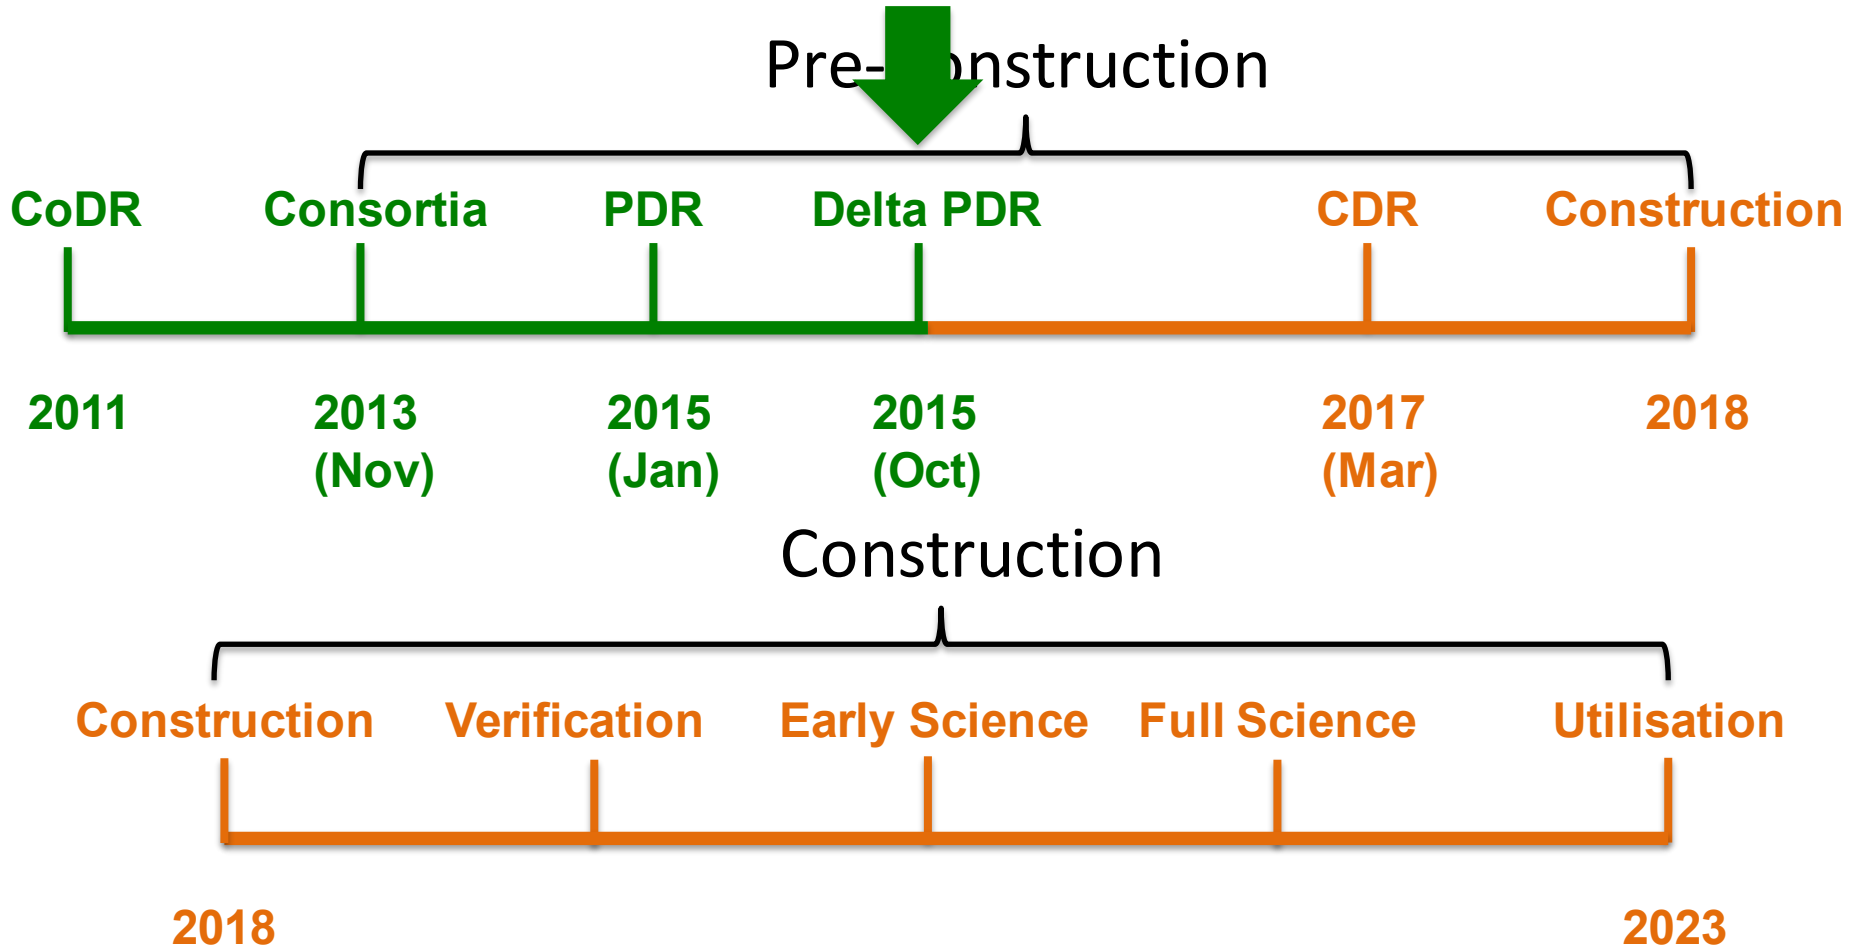 Pre-Construction
CoDR Consortia PDR Delta PDR CDR Construction
2011 2013 2015 2015 2017 2018
(Nov) (Jan) (Oct) (Mar)
Construction
Construction Verification Early Science Full Science Utilisation
2018 2023